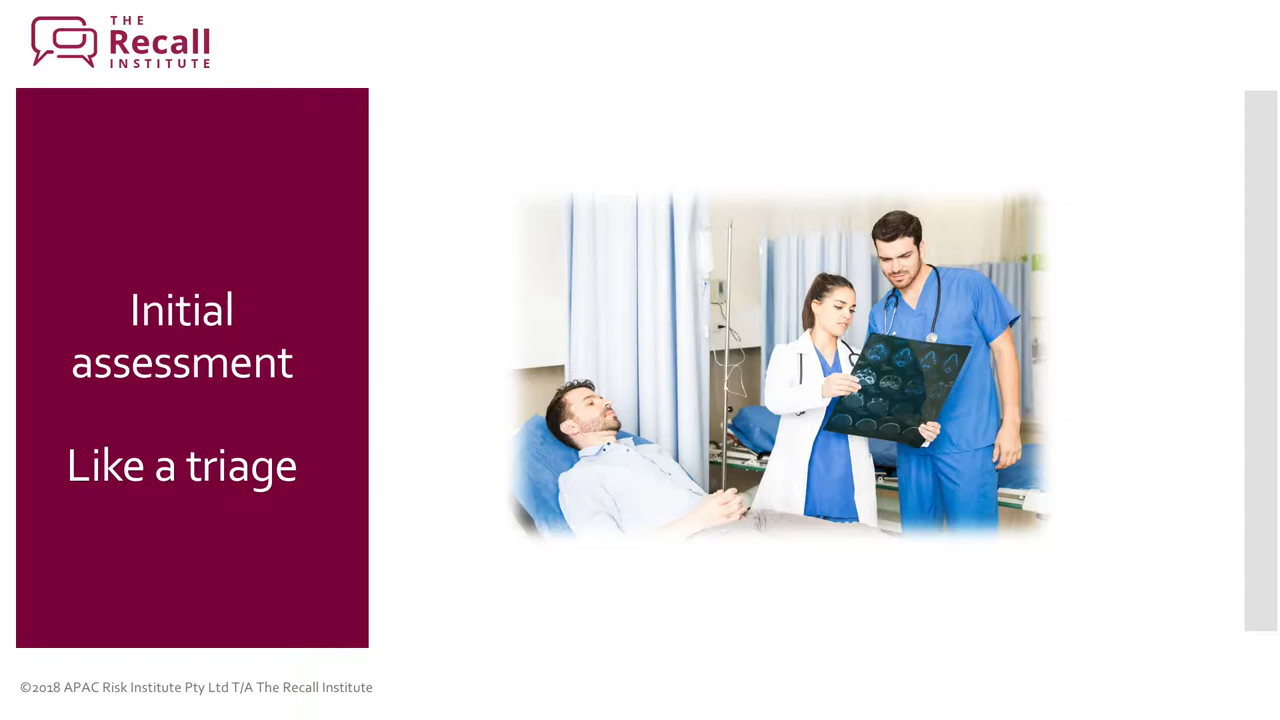 THE
Recall
INSTITUTE
Initial
assessment
Like a triage
©2018 APAC Risk Institute Pty Ltd T/A The Recall Institute